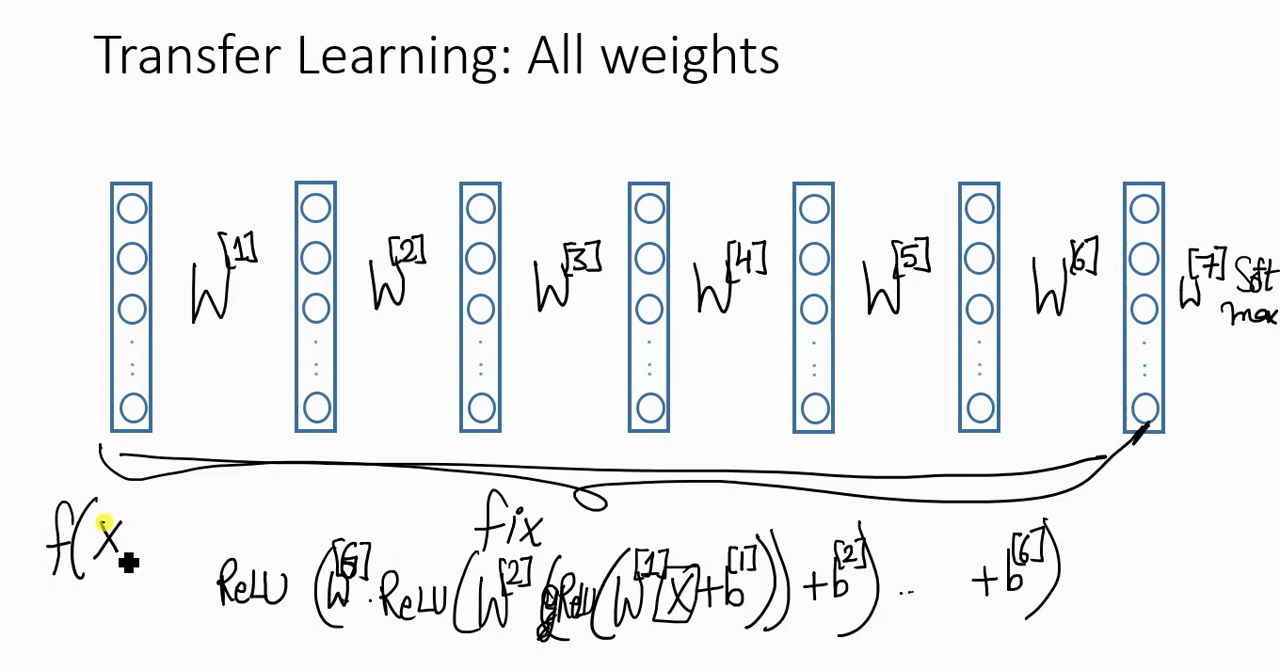 Transfer Learning: All weights
W[1] W[2] W[3] W[4] W[5] W[6] W[7] Soft
max
fix
f(X
ReLU (W[6] . ReLU (W[2] ReLU (W[1] X + b[1])) + b[2]) .. + b[6])